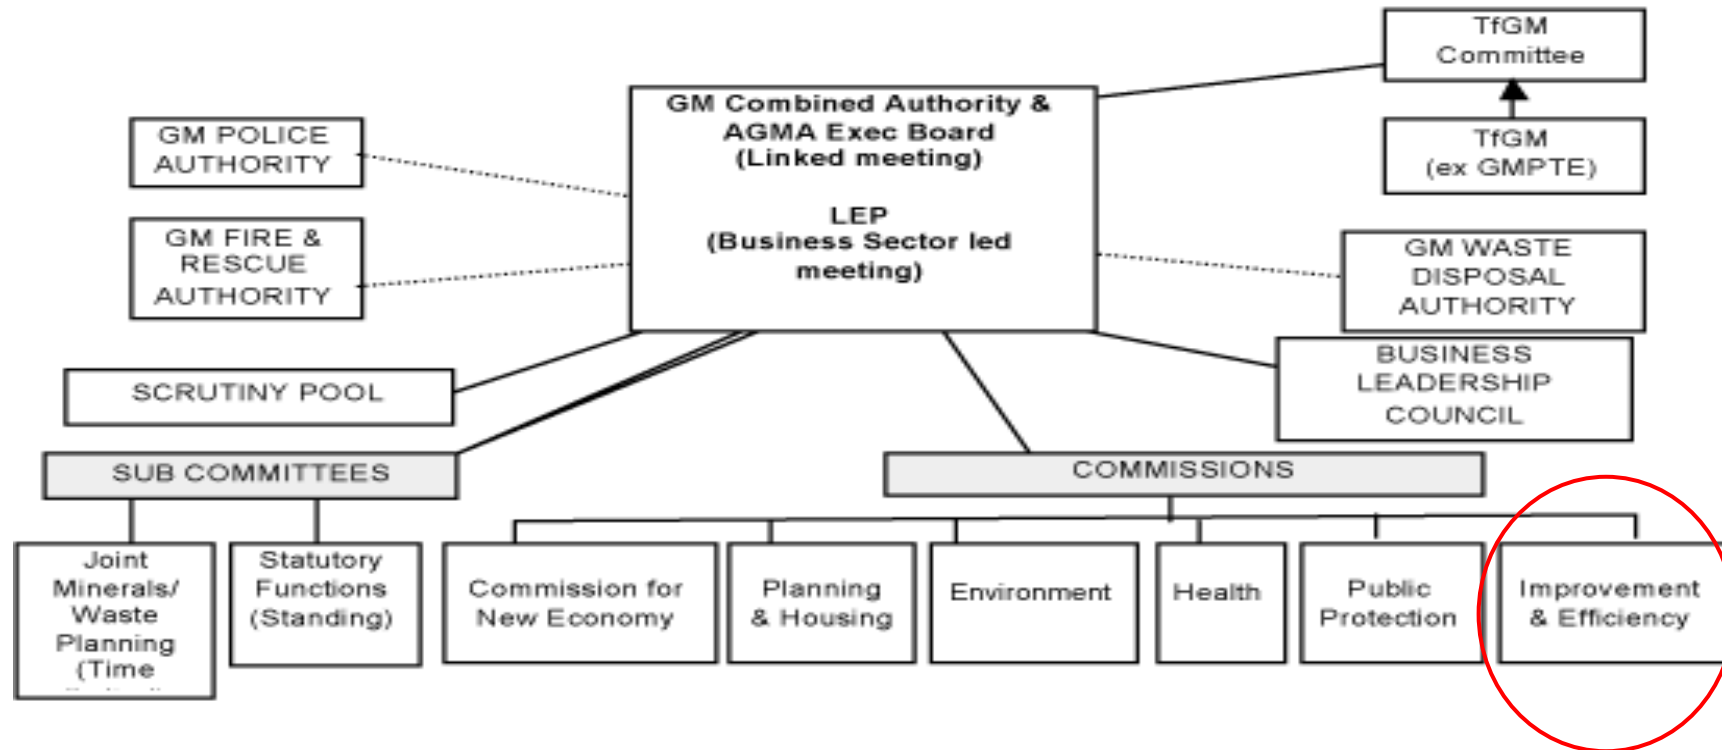 TfGM
Committee
GM Combined Authority &
AGMA Exec Board
(Linked meeting)
LEP
(Business Sector led
meeting)
GM POLICE
AUTHORITY
TfGM
(ex GMPTE)
GM FIRE &
RESCUE
AUTHORITY
GM WASTE
DISPOSAL
AUTHORITY
BUSINESS
LEADERSHIP
COUNCIL
SCRUTINY POOL
SUB COMMITTEES
COMMISSIONS
Joint
Minerals/
Waste
Planning
(Time
Statutory
Functions
(Standing)
Commission for
New Economy
Planning
& Housing
Environment
Health
Public
Protection
Improvement
& Efficiency